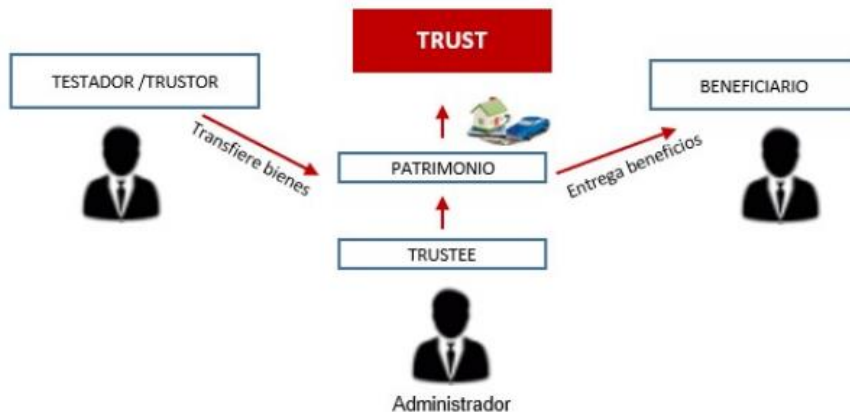 TRUST
TESTADOR /TRUSTOR
BENEFICIARIO
Transfiere bienes
PATRIMONIO
Entrega beneficios
TRUSTEE
Administrador